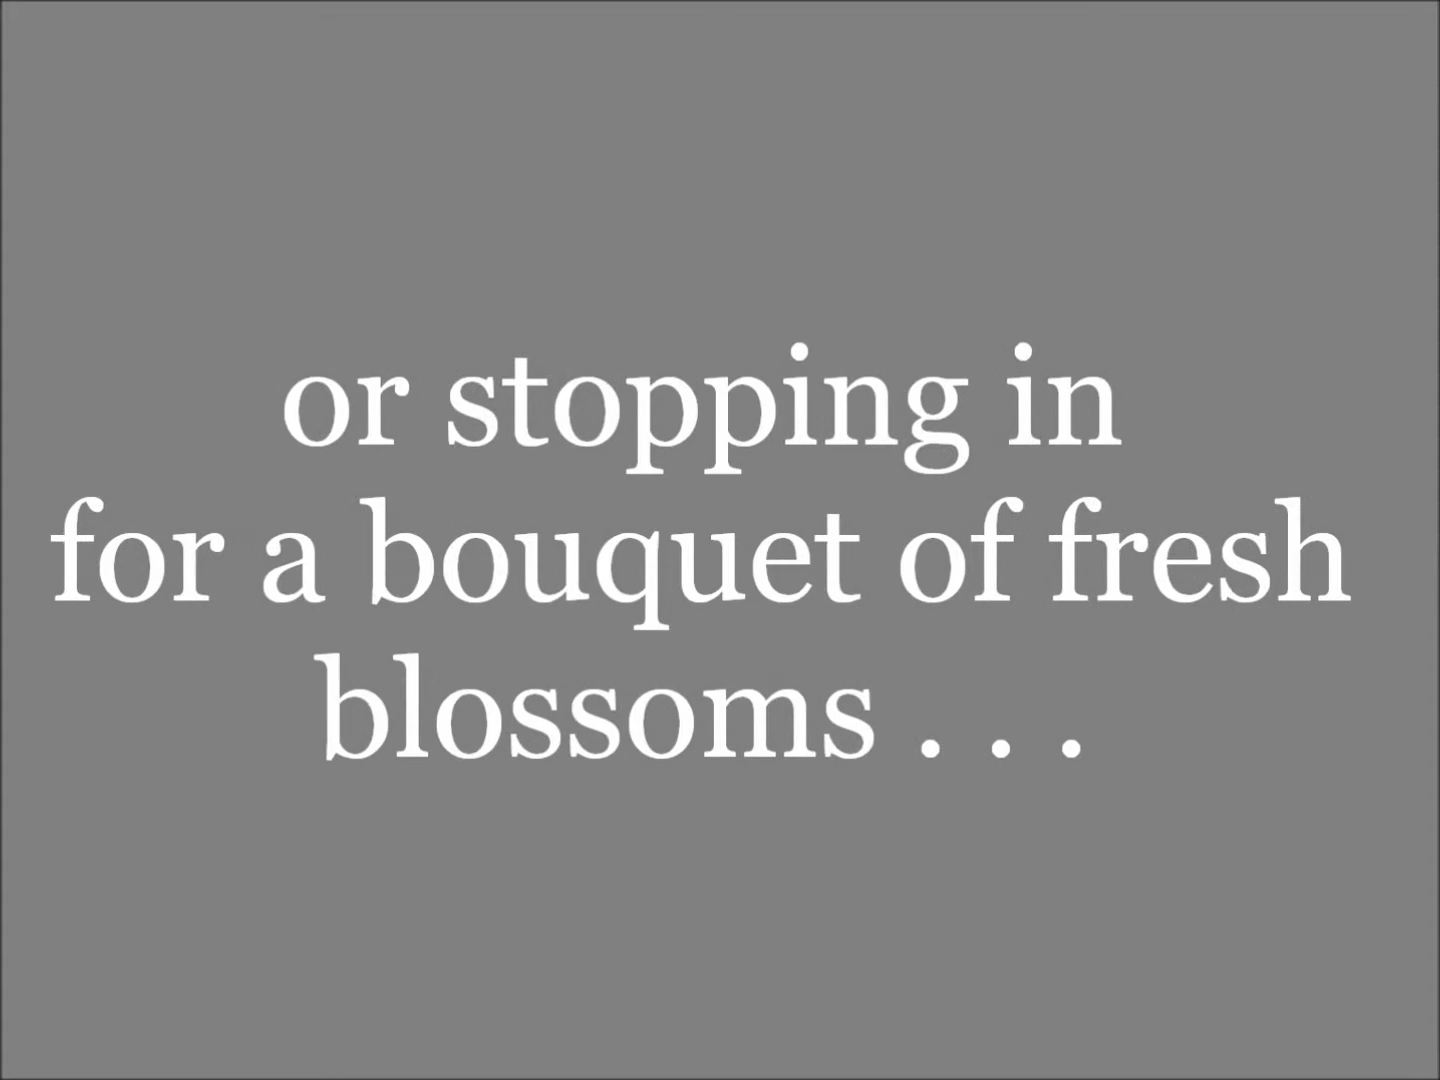 or stopping in
for a bouquet of fresh
blossoms . . .